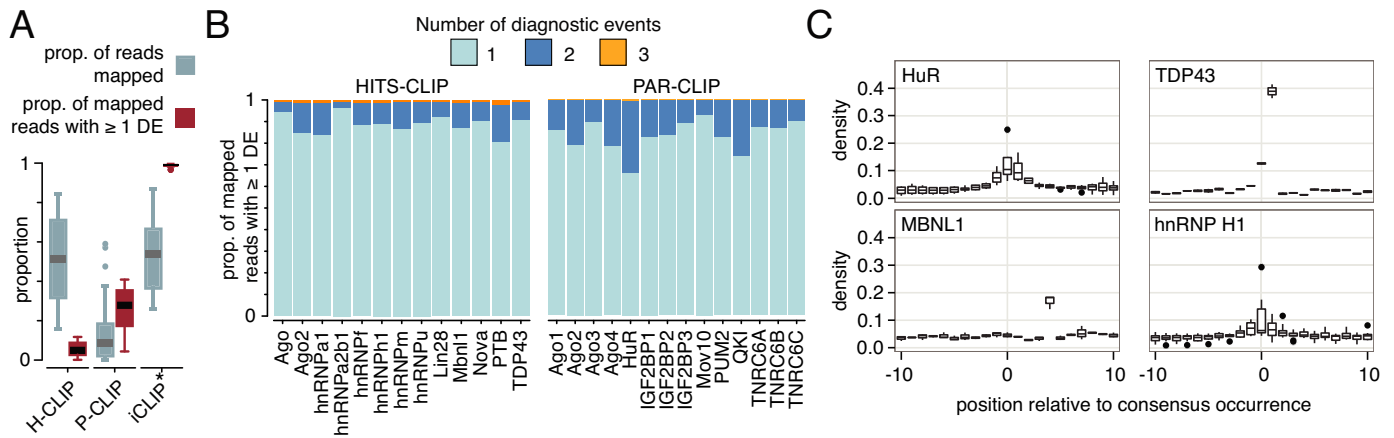 A
prop. of reads
mapped
prop. of mapped
reads with ≥ 1 DE
proportion
1
0
H-CLIP
P-CLIP
iCLIP*
B
Number of diagnostic events
1
2
3
HITS-CLIP
PAR-CLIP
prop. of mapped
reads with ≥ 1 DE
1
0
Ago
Ago2
hnRNPa1
hnRNPa2b1
hnRNPf
hnRNPh1
hnRNPm
hnRNPu
Lin28
Mbnl1
Nova
PTB
TDP43
Ago1
Ago2
Ago3
Ago4
HuR
IGF2BP1
IGF2BP2
IGF2BP3
Mov10
PUM2
QKI
TNRC6A
TNRC6B
TNRC6C
C
HuR
TDP43
density
0.4
0.3
0.2
0.1
0.0
MBNL1
hnRNP H1
density
0.4
0.3
0.2
0.1
0.0
-10
0
10
-10
0
10
position relative to consensus occurrence